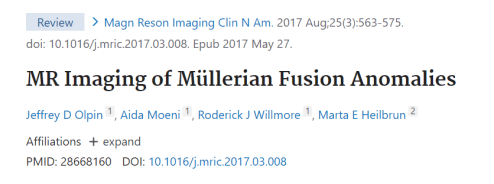 Review > Magn Reson Imaging Clin N Am. 2017 Aug;25(3):563-575.
doi: 10.1016/j.mric.2017.03.008. Epub 2017 May 27.
MR Imaging of Müllerian Fusion Anomalies
Jeffrey D Olpin 1, Aida Moeni 1, Roderick J Willmore 1, Marta E Heilbrun 2
Affiliations + expand
PMID: 28668160 DOI: 10.1016/j.mric.2017.03.008